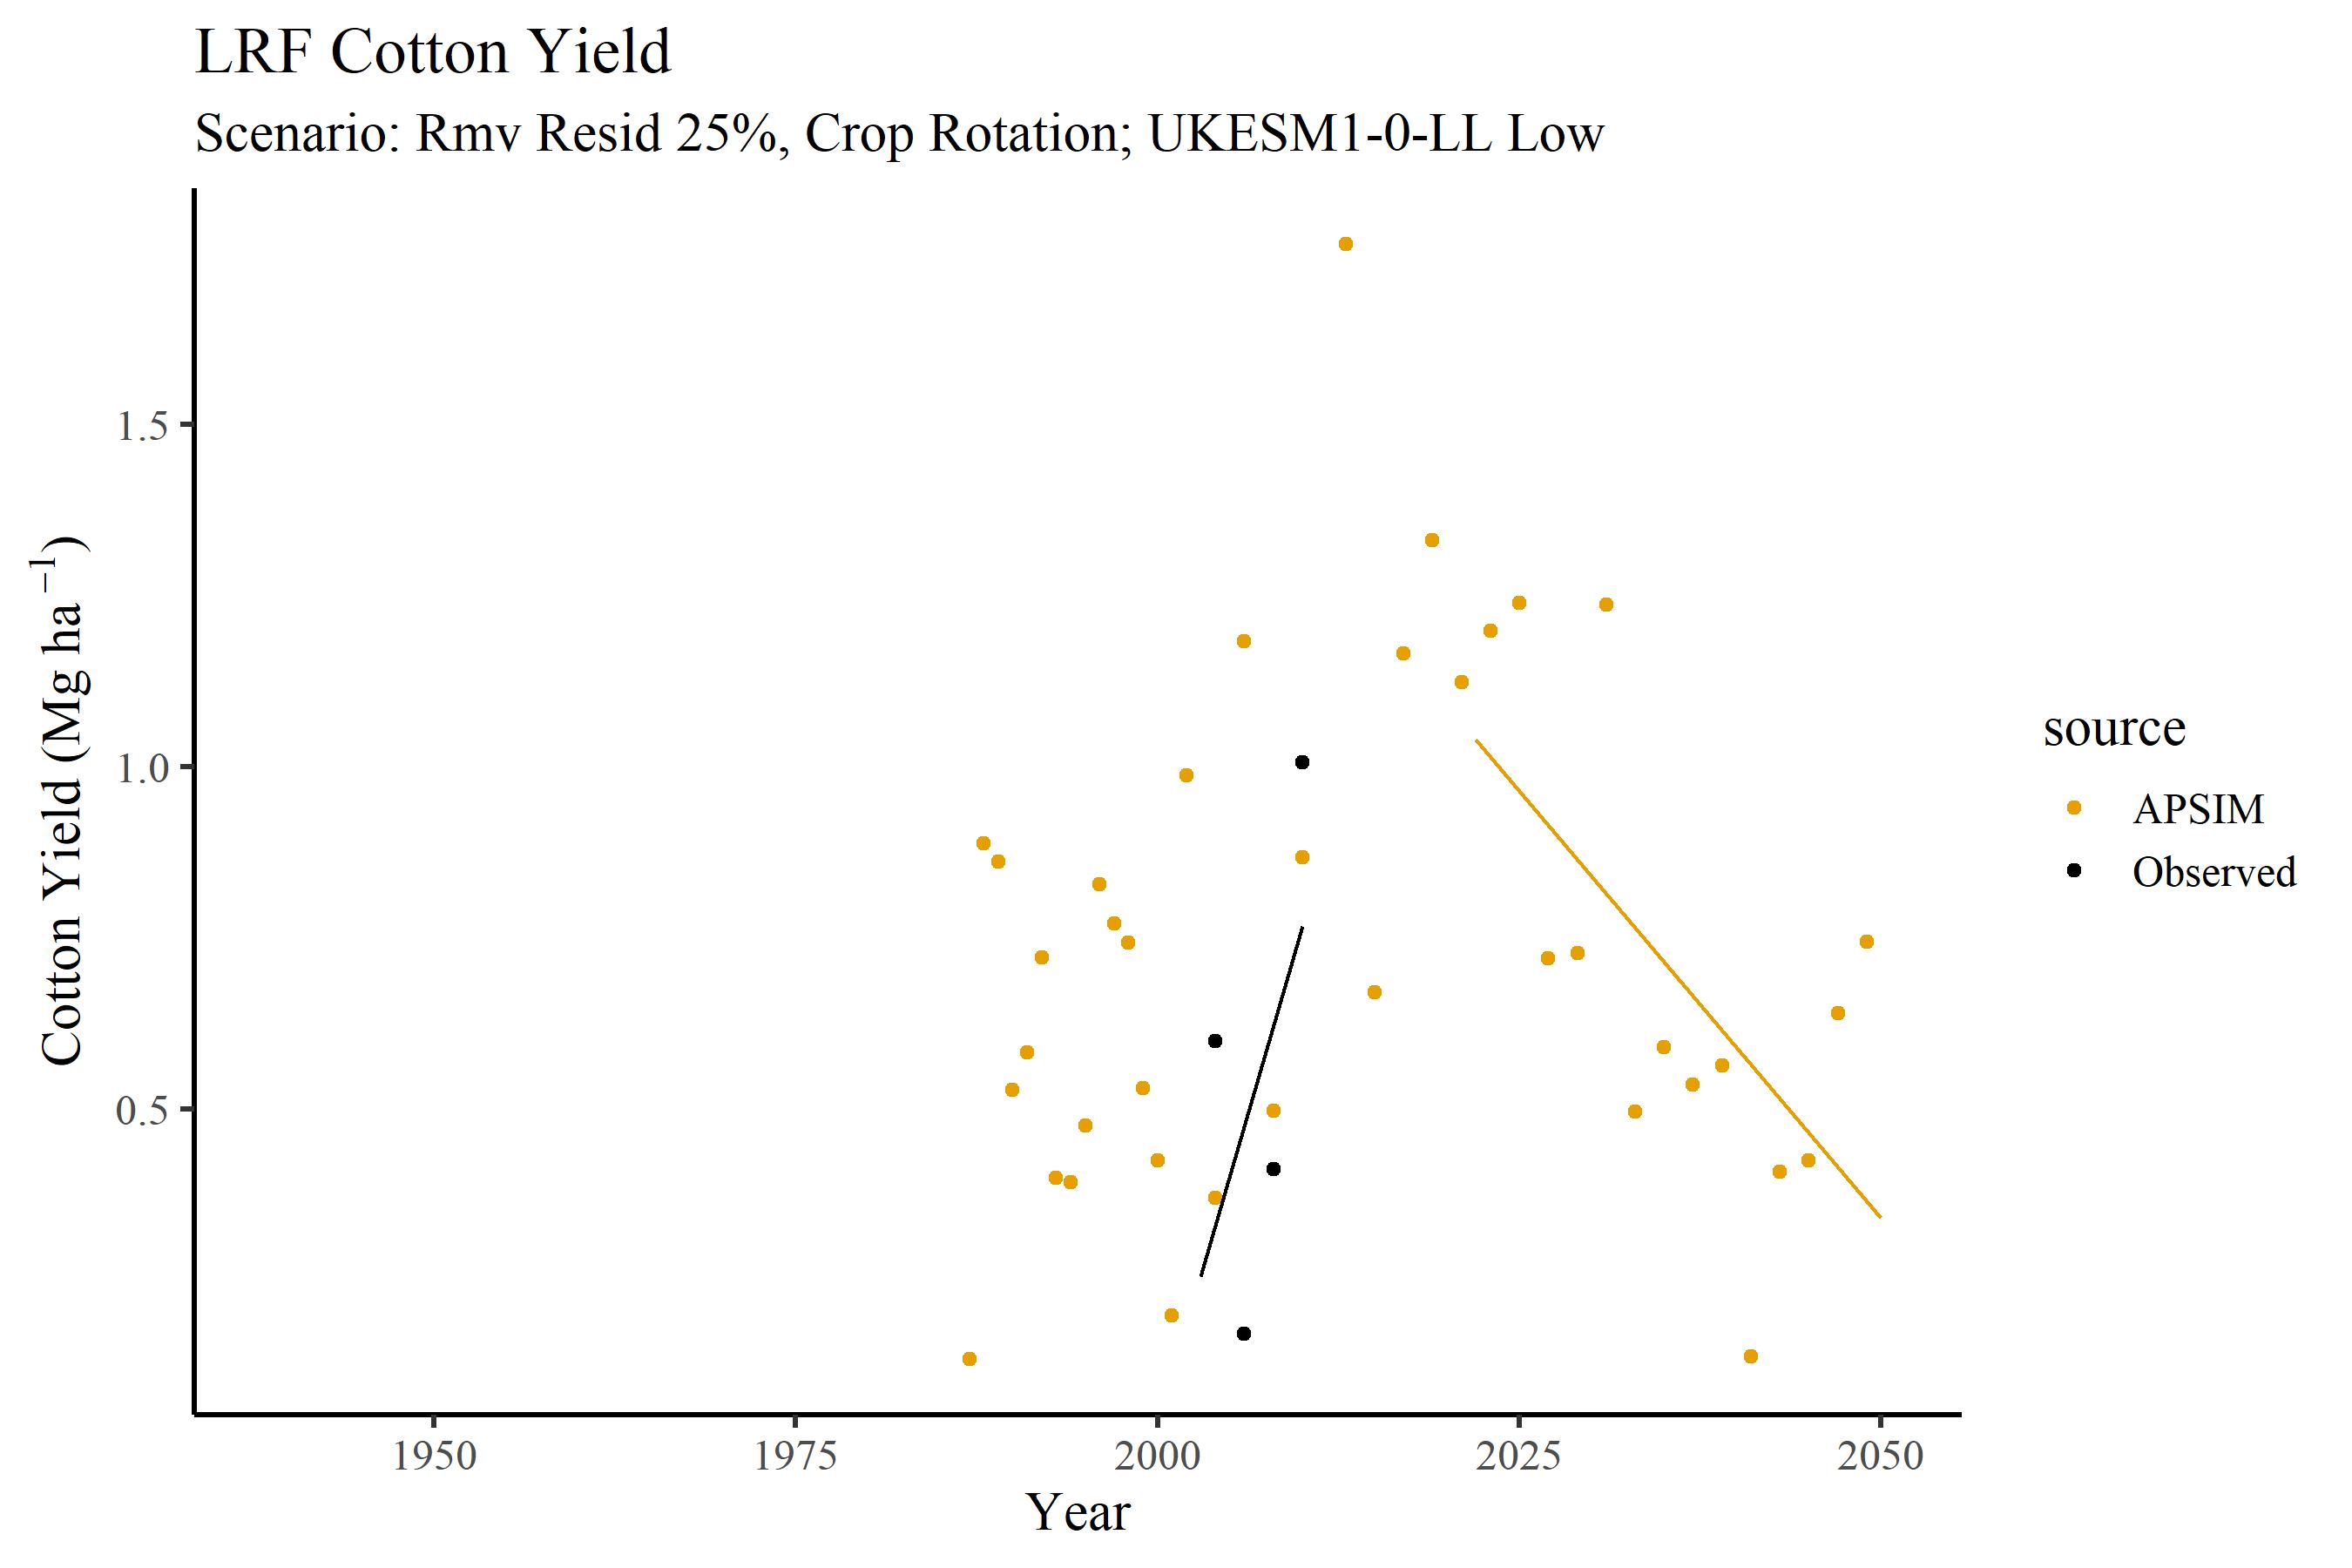 LRF Cotton Yield
Scenario: Rmv Resid 25%, Crop Rotation; UKESM1-0-LL Low
Cotton Yield (Mg ha⁻¹)
1.5
1.0
0.5
1950 1975 2000 2025 2050
Year
source
APSIM
Observed